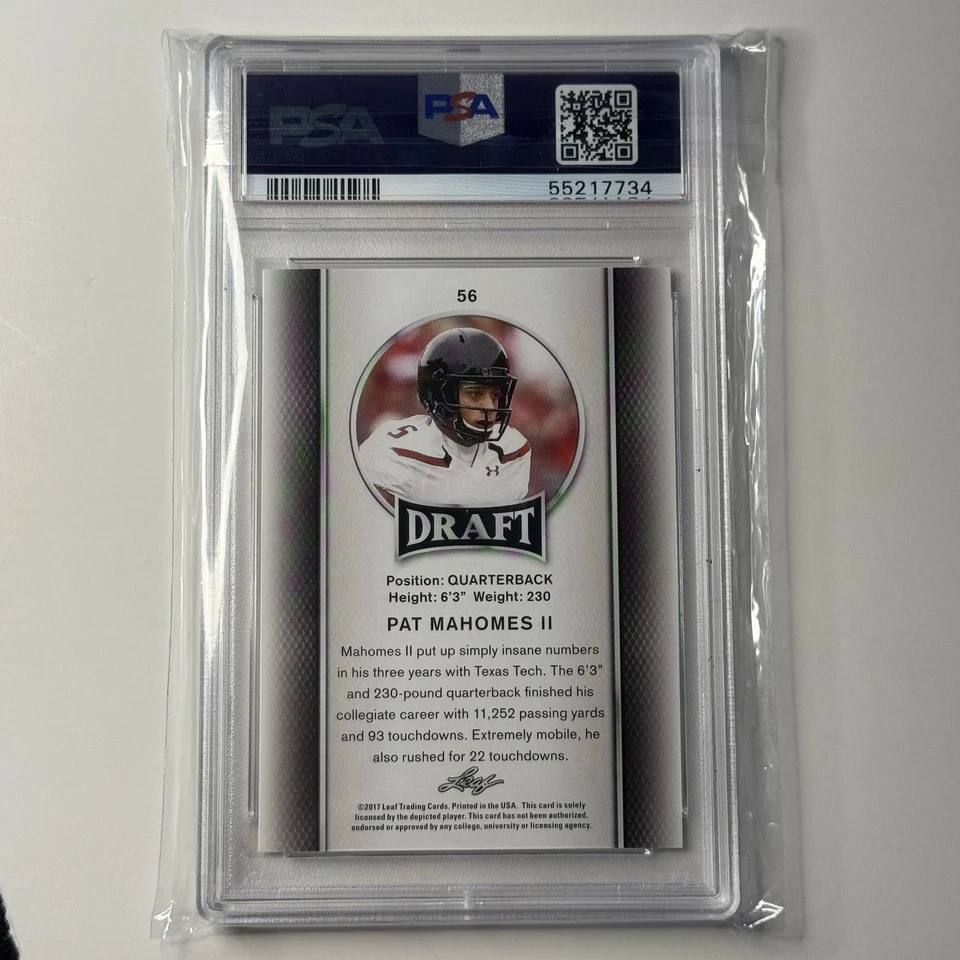 PSA
PSA
55217734
56
5
DRAFT
Position: QUARTERBACK
Height: 6'3" Weight: 230
PAT MAHOMES II
Mahomes II put up simply insane numbers
in his three years with Texas Tech. The 6'3"
and 230-pound quarterback finished his
collegiate career with 11,252 passing yards
and 93 touchdowns. Extremely mobile, he
also rushed for 22 touchdowns.
Leaf
©2017 Leaf Trading Cards. Printed in the USA. This card is solely
licensed by the depicted player. This card has not been authorized,
endorsed or approved by any college, university or licensing agency.